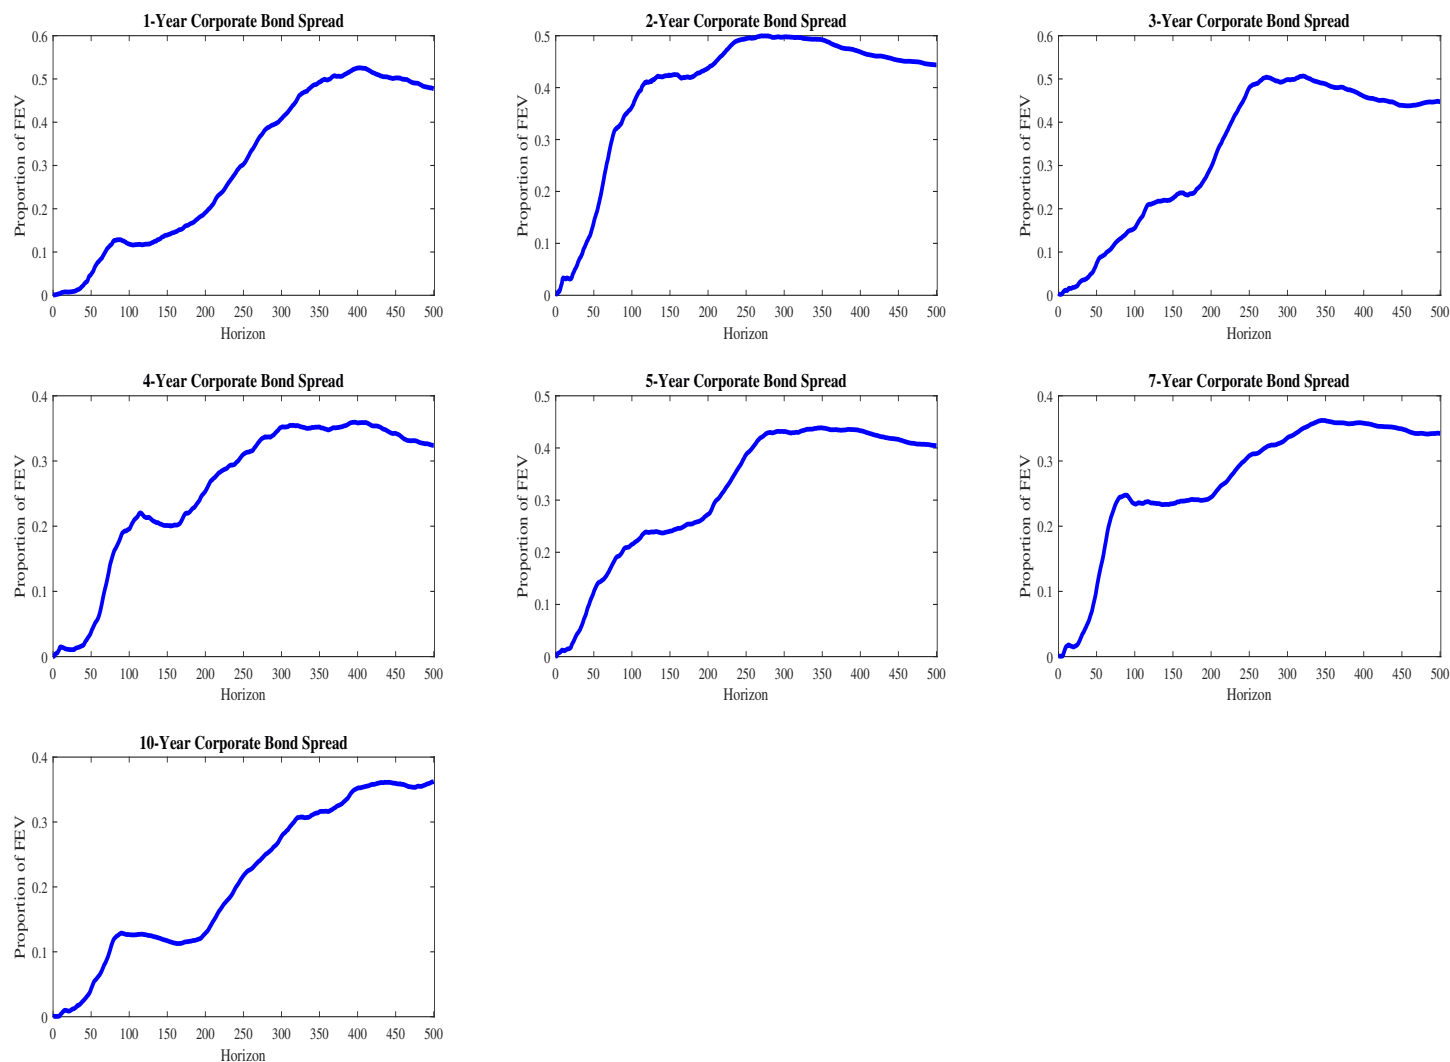 1-Year Corporate Bond Spread
Proportion of FEV
0.6
0.5
0.4
0.3
0.2
0.1
0
0 50 100 150 200 250 300 350 400 450 500
Horizon
2-Year Corporate Bond Spread
Proportion of FEV
0.5
0.4
0.3
0.2
0.1
0
0 50 100 150 200 250 300 350 400 450 500
Horizon
3-Year Corporate Bond Spread
Proportion of FEV
0.6
0.5
0.4
0.3
0.2
0.1
0
0 50 100 150 200 250 300 350 400 450 500
Horizon
4-Year Corporate Bond Spread
Proportion of FEV
0.4
0.3
0.2
0.1
0
0 50 100 150 200 250 300 350 400 450 500
Horizon
5-Year Corporate Bond Spread
Proportion of FEV
0.5
0.4
0.3
0.2
0.1
0
0 50 100 150 200 250 300 350 400 450 500
Horizon
7-Year Corporate Bond Spread
Proportion of FEV
0.4
0.3
0.2
0.1
0
0 50 100 150 200 250 300 350 400 450 500
Horizon
10-Year Corporate Bond Spread
Proportion of FEV
0.4
0.3
0.2
0.1
0
0 50 100 150 200 250 300 350 400 450 500
Horizon